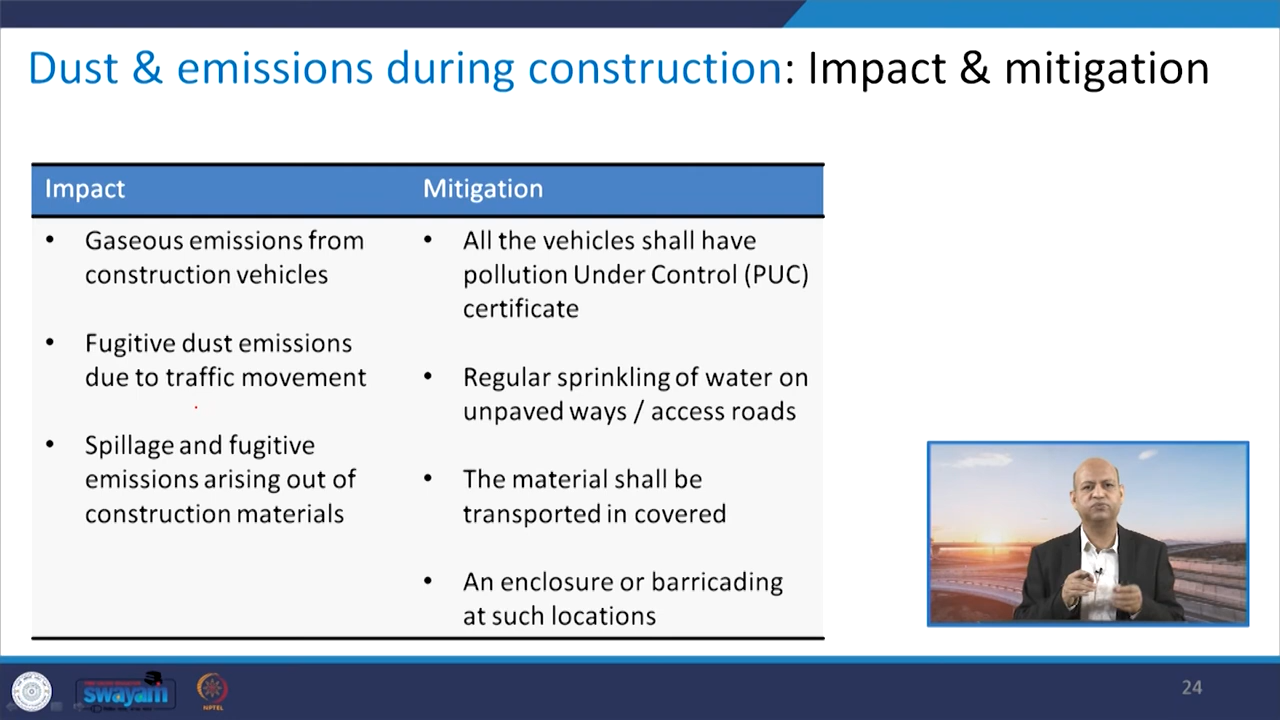 Dust & emissions during construction: Impact & mitigation
Impact
Mitigation
• Gaseous emissions from
construction vehicles
• Fugitive dust emissions
due to traffic movement
• Spillage and fugitive
emissions arising out of
construction materials
• All the vehicles shall have
pollution Under Control (PUC)
certificate
• Regular sprinkling of water on
unpaved ways / access roads
• The material shall be
transported in covered
• An enclosure or barricading
at such locations
swayam
NPTEL
24